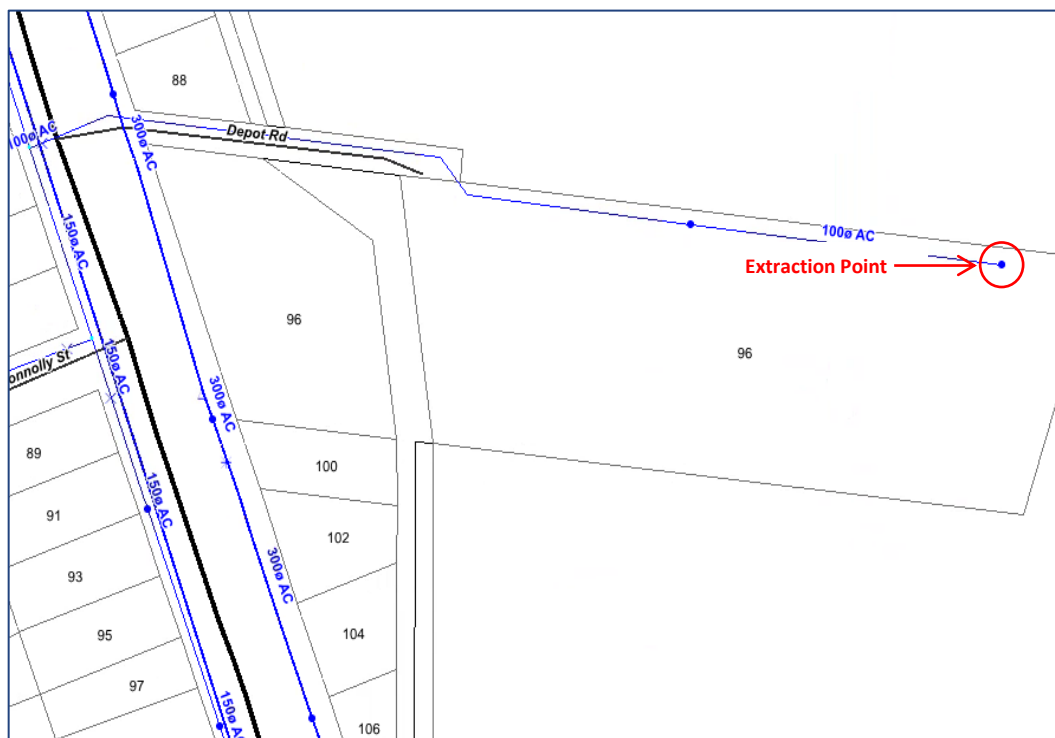 88
100ø AC
300ø AC
Depot Rd
150ø AC
100ø AC
Extraction Point
96
96
onnolly St
150ø AC
300ø AC
89
100
150ø AC
91
102
300ø AC
93
104
95
97
150ø AC
106